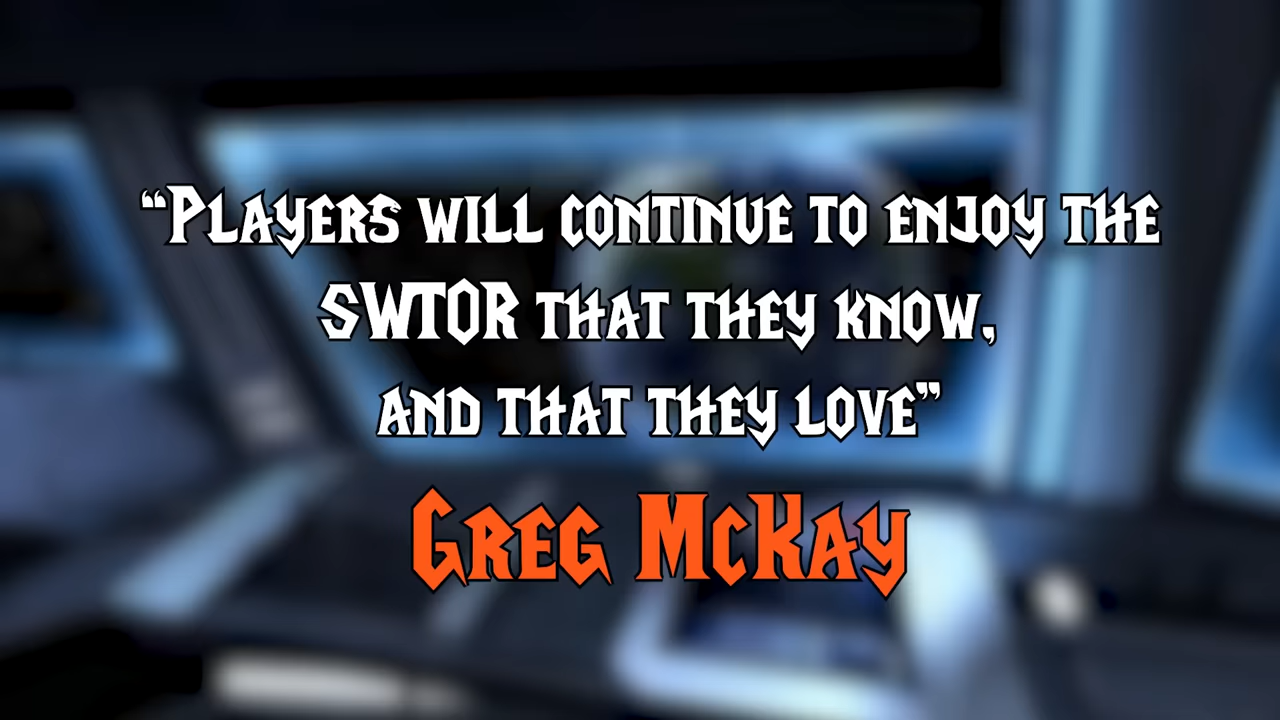 “Players will continue to enjoy the
SWTOR that they know,
and that they love”
Greg McKay